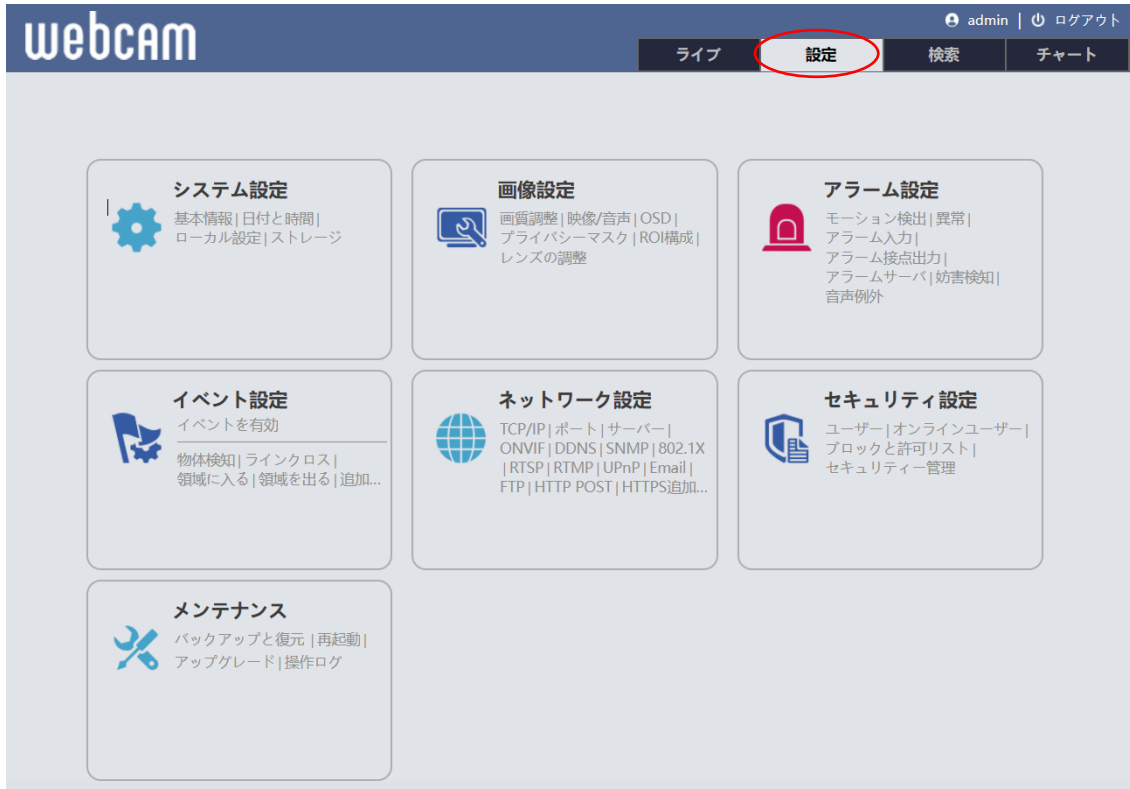 webcam
admin | ログアウト
ライブ
設定
検索
チャート
システム設定
基本情報 | 日付と時間 |
ローカル設定 | ストレージ
画像設定
画質調整 | 映像/音声 | OSD |
プライバシーマスク | ROI構成 |
レンズの調整
アラーム設定
モーション検出 | 異常 |
アラーム入力 |
アラーム接点出力 |
アラームサーバ | 妨害検知 |
音声例外
イベント設定
イベントを有効
物体検知 | ラインクロス |
領域に入る | 領域を出る | 追加...
ネットワーク設定
TCP/IP | ポート | サーバー |
ONVIF | DDNS | SNMP | 802.1X
| RTSP | RTMP | UPnP | Email |
FTP | HTTP POST | HTTPS追加...
セキュリティ設定
ユーザー | オンラインユーザー |
ブロックと許可リスト |
セキュリティー管理
メンテナンス
バックアップと復元 | 再起動 |
アップグレード | 操作ログ